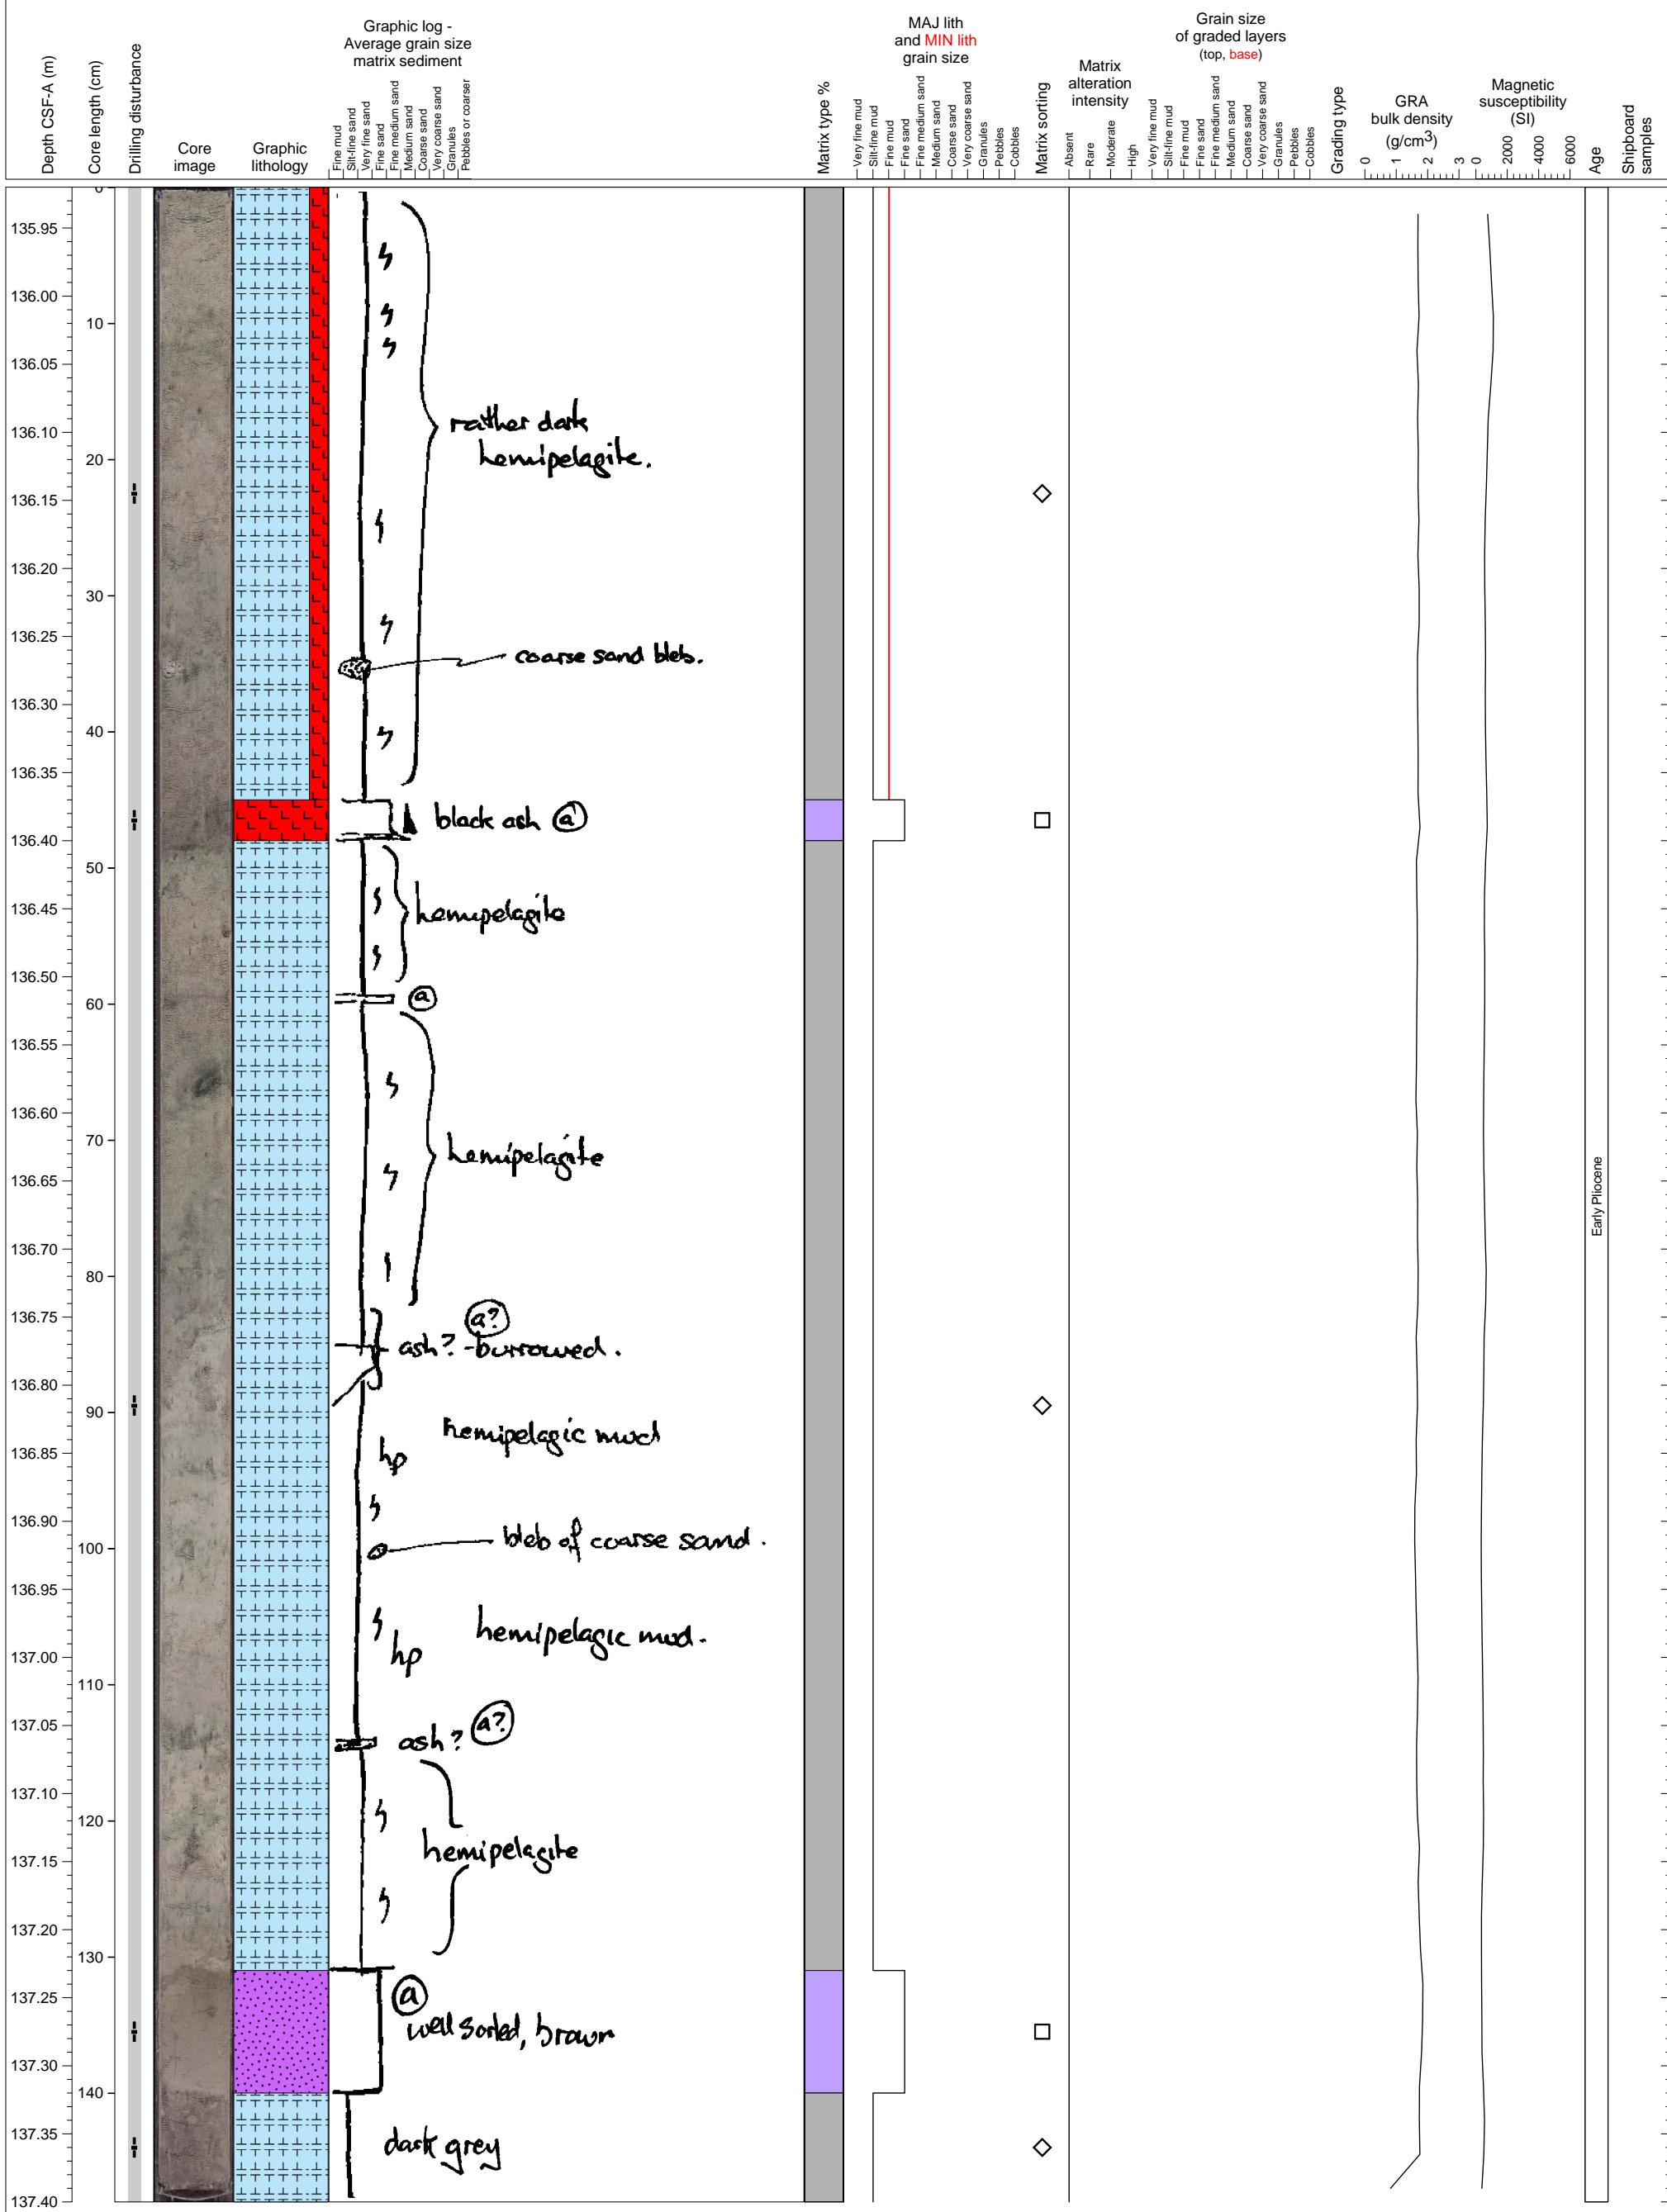 Depth CSF-A (m)
Core length (cm)
Drilling disturbance
Core
image
Graphic
lithology
Graphic log -
Average grain size
matrix sediment
Fine mud
Silt-fine sand
Very fine sand
Fine sand
Fine medium sand
Medium sand
Coarse sand
Very coarse sand
Granules
Pebbles or coarser
Matrix type %
MAJ lith
and MIN lith
grain size
Very fine mud
Silt-fine mud
Fine mud
Fine sand
Fine medium sand
Medium sand
Coarse sand
Very coarse sand
Granules
Pebbles
Cobbles
Matrix sorting
Matrix
alteration
intensity
Absent
Rare
Moderate
High
Grain size
of graded layers
(top, base)
Very fine mud
Silt-fine mud
Fine mud
Fine sand
Fine medium sand
Medium sand
Coarse sand
Very coarse sand
Granules
Pebbles
Cobbles
Grading type
GRA
bulk density
(g/cm3)
0 1 2 3
Magnetic
susceptibility
(SI)
0 2000 4000 6000
Age
Shipboard
samples
0
135.95
136.00
10
136.05
136.10
rather dark
hemipelagite.
20
136.15
136.20
30
136.25
coarse sand bleb.
136.30
40
136.35
black ash a
136.40
50
136.45
hemipelagite
136.50
60
a
136.55
136.60
70
hemipelagite
136.65
Early Pliocene
136.70
80
136.75
a?
ash? - burrowed.
136.80
90
hemipelagic mud
136.85
hp
136.90
100
bleb of coarse sand.
136.95
hemipelagic mud.
137.00
hp
110
137.05
ash? a?
137.10
120
137.15
hemipelagite
137.20
130
137.25
a
well sorted, brown
137.30
140
137.35
dark grey
137.40